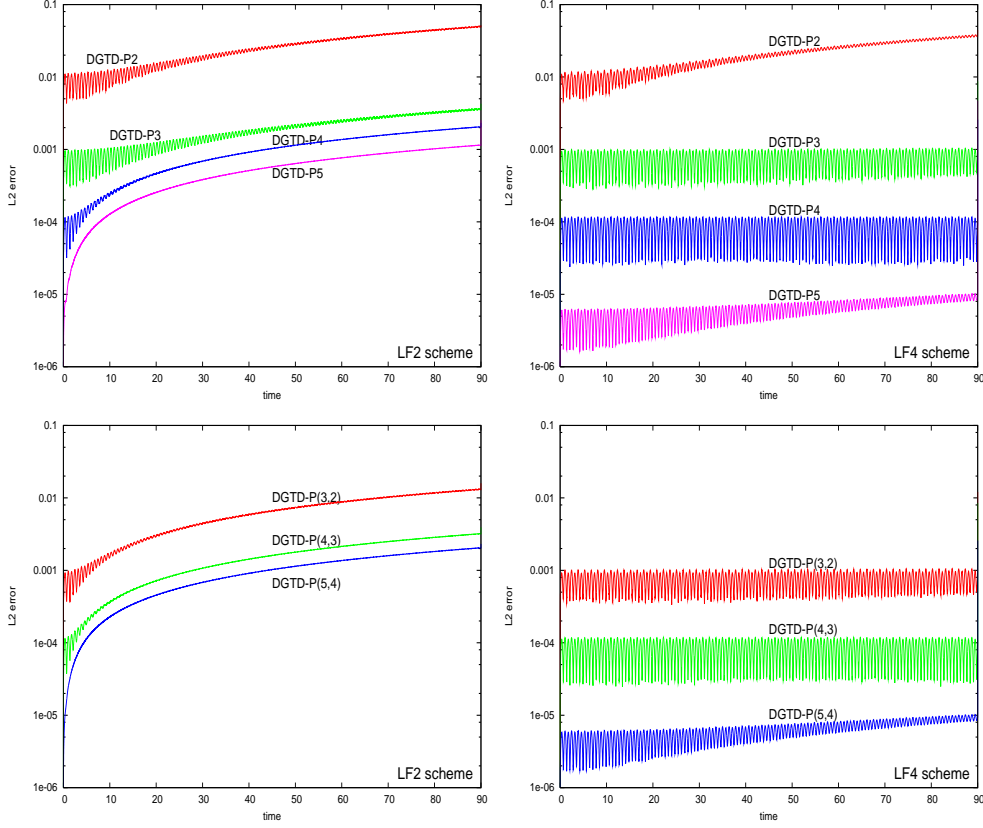 0.1
0.01
0.001
1e-04
1e-05
1e-06
L2 error
DGTD-P2
DGTD-P3
DGTD-P4
DGTD-P5
LF2 scheme
0 10 20 30 40 50 60 70 80 90
time
0.1
0.01
0.001
1e-04
1e-05
1e-06
L2 error
DGTD-P2
DGTD-P3
DGTD-P4
DGTD-P5
LF4 scheme
0 10 20 30 40 50 60 70 80 90
time
0.1
0.01
0.001
1e-04
1e-05
1e-06
L2 error
DGTD-P(3,2)
DGTD-P(4,3)
DGTD-P(5,4)
LF2 scheme
0 10 20 30 40 50 60 70 80 90
time
0.1
0.01
0.001
1e-04
1e-05
1e-06
L2 error
DGTD-P(3,2)
DGTD-P(4,3)
DGTD-P(5,4)
LF4 scheme
0 10 20 30 40 50 60 70 80 90
time